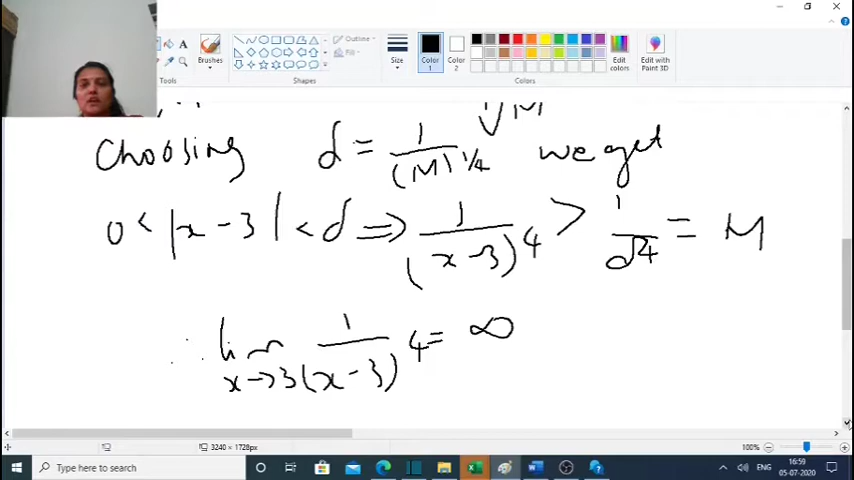 Outline
Fill
Tools
Brushes
Shapes
Size
Color 1
Color 2
Edit colors
Edit with Paint 3D
Colors
∜M
Choosing d = 1/(M)^1/4 we get
0 < |x - 3| < d ⇒ 1/(x - 3)^4 > 1/d^4 = M
∴ lim x→3 1/(x - 3)^4 = ∞
3240 × 1728px
100%
Type here to search
ENG
16:59
05-07-2020